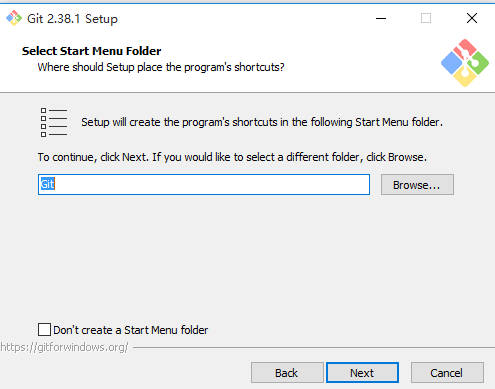 Git 2.38.1 Setup
Select Start Menu Folder
Where should Setup place the program's shortcuts?
Setup will create the program's shortcuts in the following Start Menu folder.
To continue, click Next. If you would like to select a different folder, click Browse.
Git
Browse...
Don't create a Start Menu folder
https://gitforwindows.org/
Back
Next
Cancel